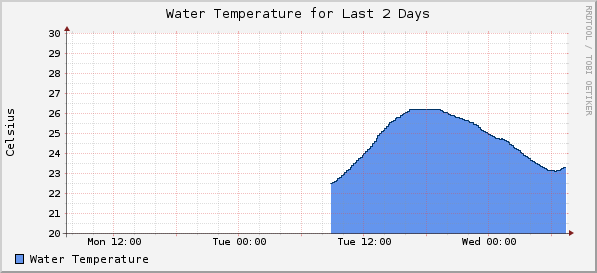 Water Temperature for Last 2 Days
RRDTOOL / TOBI OETIKER
Celsius
30
29
28
27
26
25
24
23
22
21
20
Mon 12:00 Tue 00:00 Tue 12:00 Wed 00:00
Water Temperature